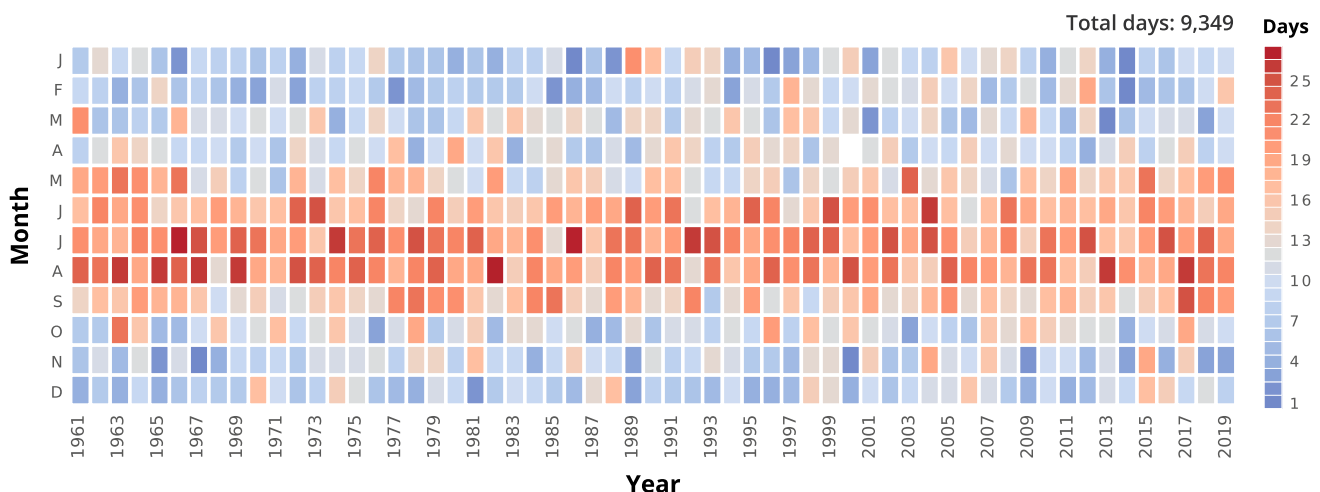 Total days: 9,349
Days
J
F
M
A
M
J
J
A
S
O
N
D
Month
25
22
19
16
13
10
7
4
1
1961
1963
1965
1967
1969
1971
1973
1975
1977
1979
1981
1983
1985
1987
1989
1991
1993
1995
1997
1999
2001
2003
2005
2007
2009
2011
2013
2015
2017
2019
Year